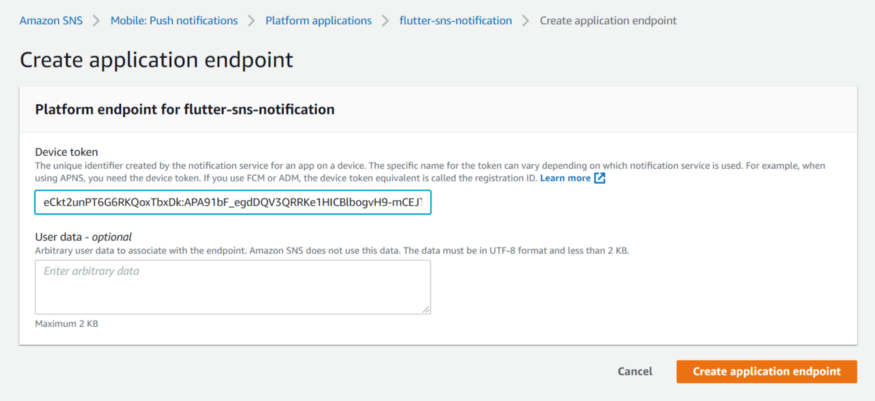 Amazon SNS > Mobile: Push notifications > Platform applications > flutter-sns-notification > Create application endpoint
Create application endpoint
Platform endpoint for flutter-sns-notification
Device token
The unique identifier created by the notification service for an app on a device. The specific name for the token can vary depending on which notification service is used. For example, when
using APNS, you need the device token. If you use FCM or ADM, the device token equivalent is called the registration ID. Learn more
eCkt2unPT6G6RKQoxTbxDk:APA91bF_egdDQV3QRRKe1HICBlbogvH9-mCEJ1
User data - optional
Arbitrary user data to associate with the endpoint. Amazon SNS does not use this data. The data must be in UTF-8 format and less than 2 KB.
Enter arbitrary data
Maximum 2 KB
Cancel
Create application endpoint